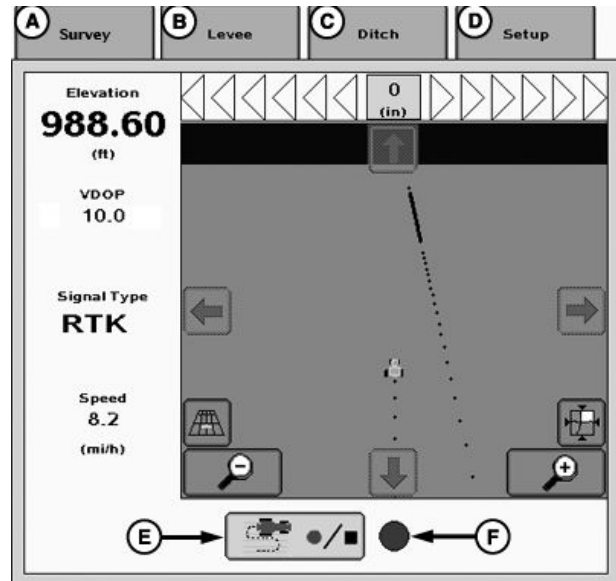 A Survey B Levee C Ditch D Setup
Elevation
988.60
(ft)
VDOP
10.0
Signal Type
RTK
Speed
8.2
(mi/h)
0
(in)
E
F